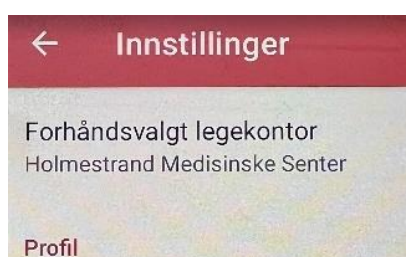 Innstillinger
Forhåndsvalgt legekontor
Holmestrand Medisinske Senter
Profil